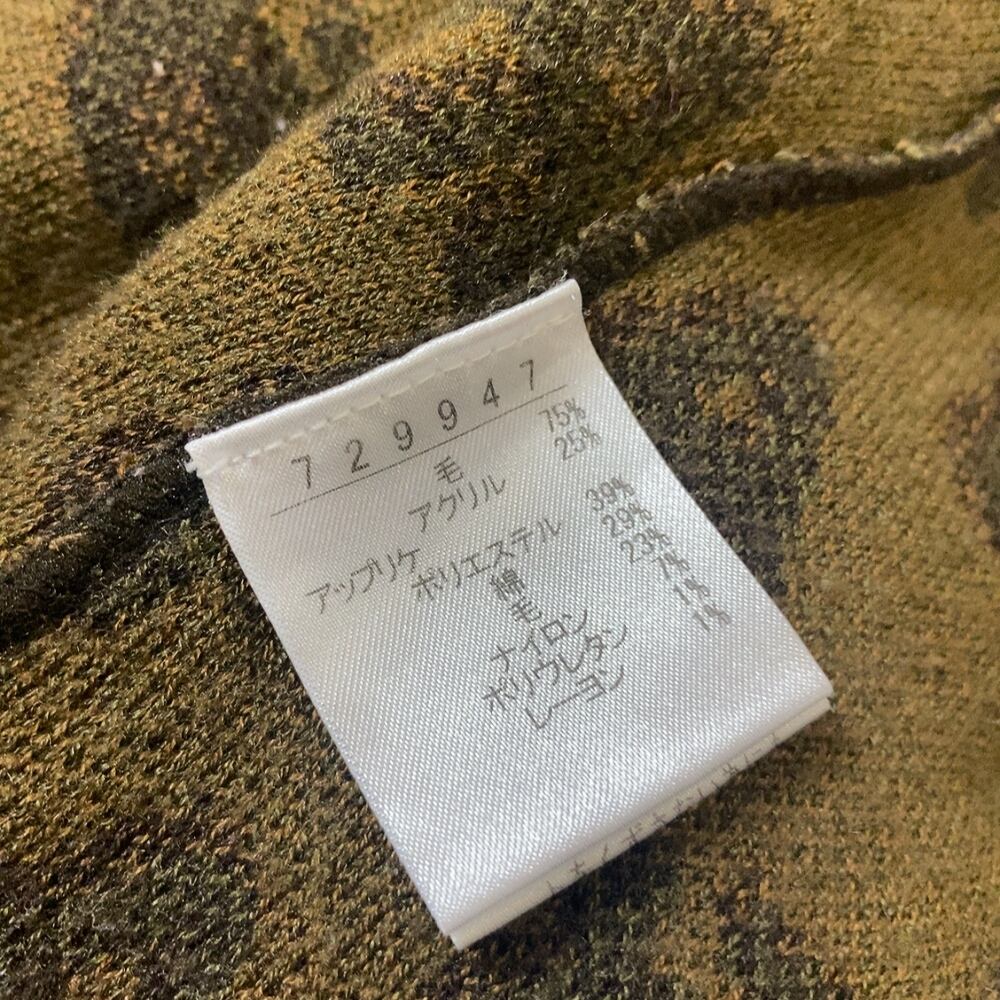 729947
毛 75%
アクリル 25%
アップリケ
ポリエステル 39%
綿 29%
毛 23%
ナイロン 7%
ポリウレタン 1%
レーヨン 1%